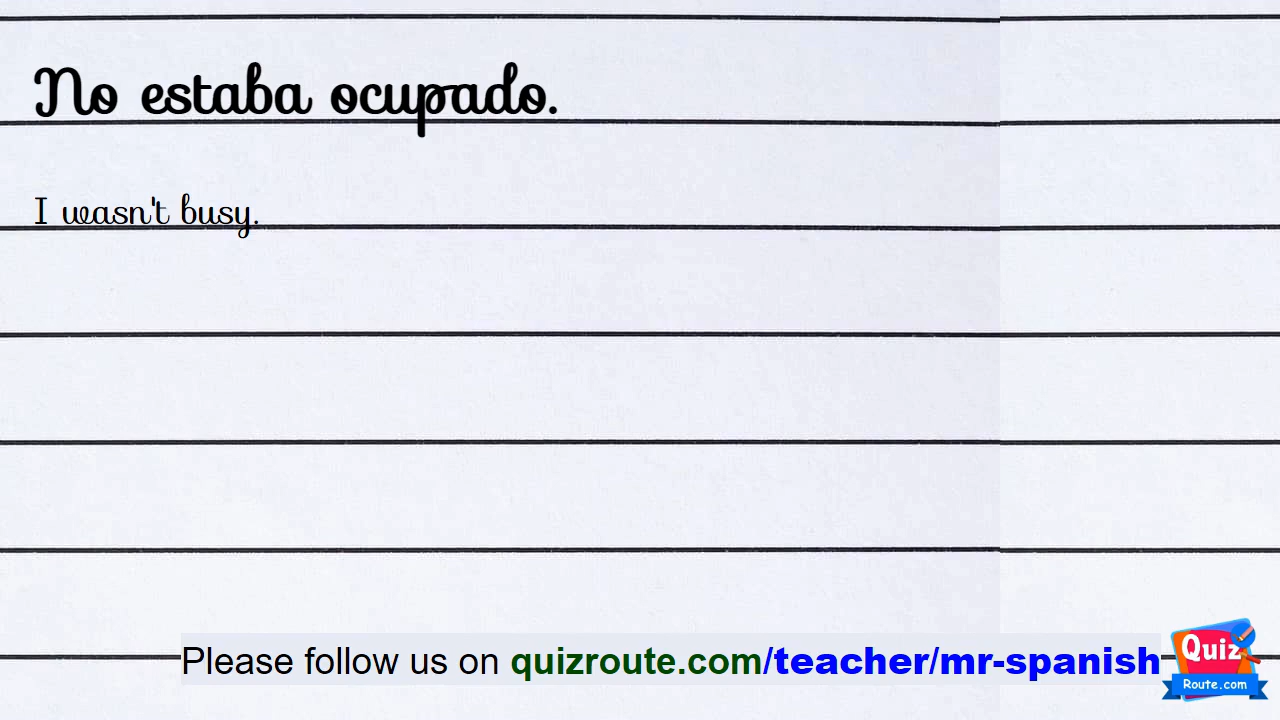 No estaba ocupado.
I wasn't busy.
Please follow us on quizroute.com/teacher/mr-spanish
Quiz
Route.com